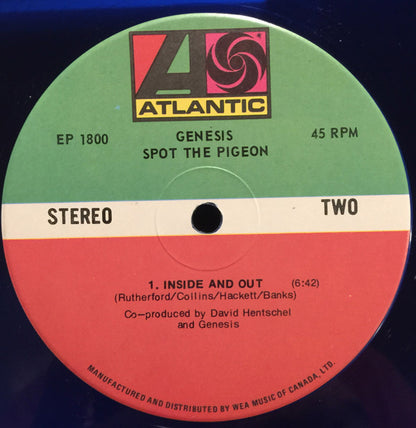 ATLANTIC
EP 1800
GENESIS
45 RPM
SPOT THE PIGEON
STEREO
TWO
1. INSIDE AND OUT (6:42)
(Rutherford/Collins/Hackett/Banks)
Co-produced by David Hentschel
and Genesis
MANUFACTURED AND DISTRIBUTED BY WEA MUSIC OF CANADA, LTD.